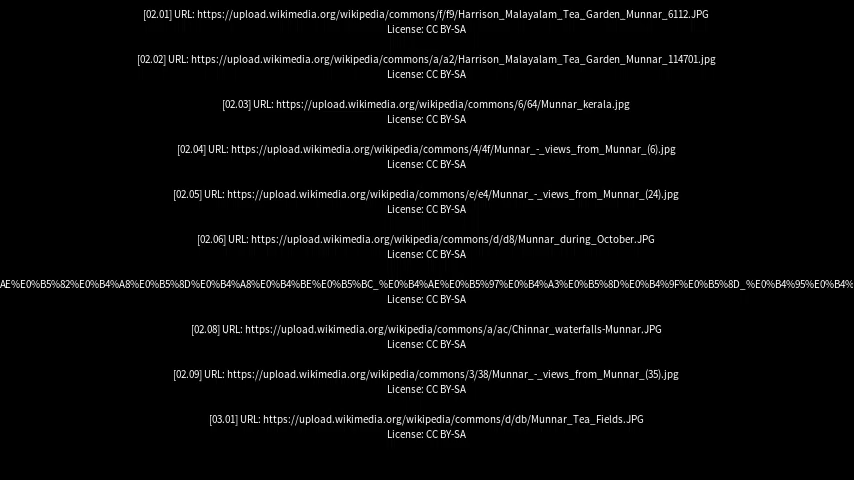 [02.01] URL: https://upload.wikimedia.org/wikipedia/commons/f/f9/Harrison_Malayalam_Tea_Garden_Munnar_6112.JPG
License: CC BY-SA
[02.02] URL: https://upload.wikimedia.org/wikipedia/commons/a/a2/Harrison_Malayalam_Tea_Garden_Munnar_114701.jpg
License: CC BY-SA
[02.03] URL: https://upload.wikimedia.org/wikipedia/commons/6/64/Munnar_kerala.jpg
License: CC BY-SA
[02.04] URL: https://upload.wikimedia.org/wikipedia/commons/4/4f/Munnar_-_views_from_Munnar_(6).jpg
License: CC BY-SA
[02.05] URL: https://upload.wikimedia.org/wikipedia/commons/e/e4/Munnar_-_views_from_Munnar_(24).jpg
License: CC BY-SA
[02.06] URL: https://upload.wikimedia.org/wikipedia/commons/d/d8/Munnar_during_October.JPG
License: CC BY-SA
AE%E0%B5%82%E0%B4%A8%E0%B5%8D%E0%B4%A8%E0%B4%BE%E0%B5%BC_%E0%B4%AE%E0%B5%97%E0%B4%A3%E0%B5%8D%E0%B4%9F%E0%B5%8D_%E0%B4%95%E0%B4%
License: CC BY-SA
[02.08] URL: https://upload.wikimedia.org/wikipedia/commons/a/ac/Chinnar_waterfalls-Munnar.JPG
License: CC BY-SA
[02.09] URL: https://upload.wikimedia.org/wikipedia/commons/3/38/Munnar_-_views_from_Munnar_(35).jpg
License: CC BY-SA
[03.01] URL: https://upload.wikimedia.org/wikipedia/commons/d/db/Munnar_Tea_Fields.JPG
License: CC BY-SA